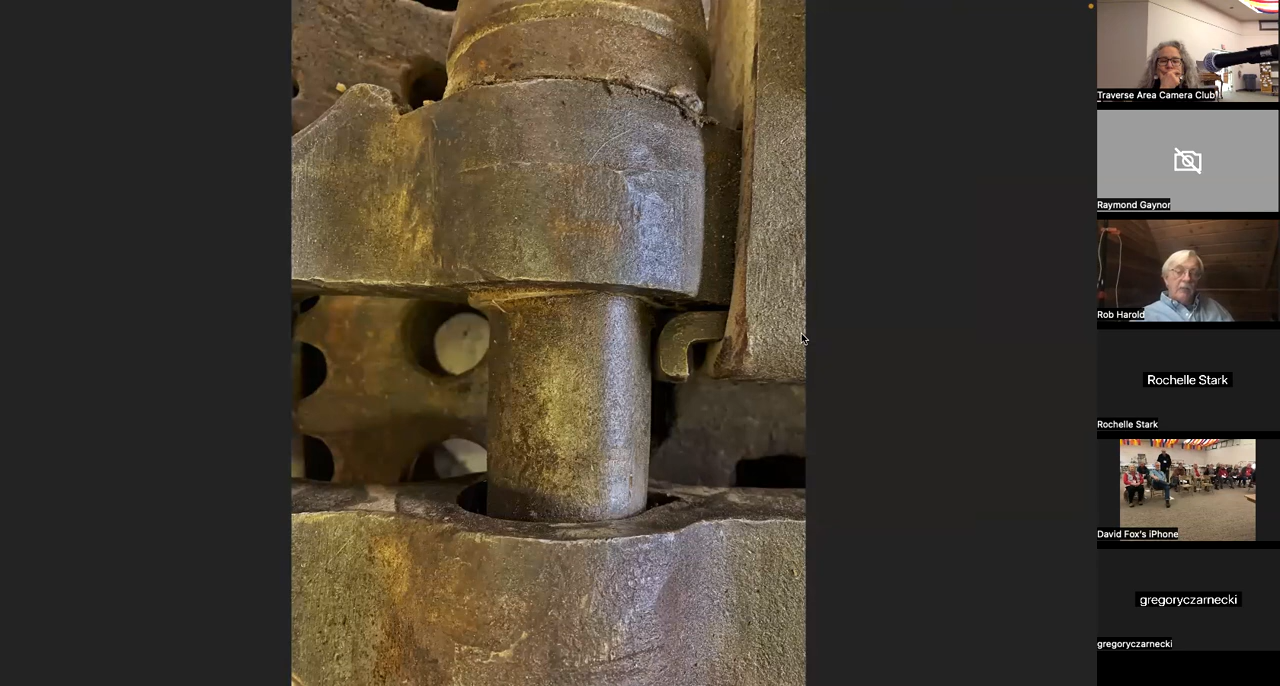 Traverse Area Camera Club
Raymond Gaynor
Rob Harold
Rochelle Stark
Rochelle Stark
David Fox's iPhone
gregoryczarnecki
gregoryczarnecki